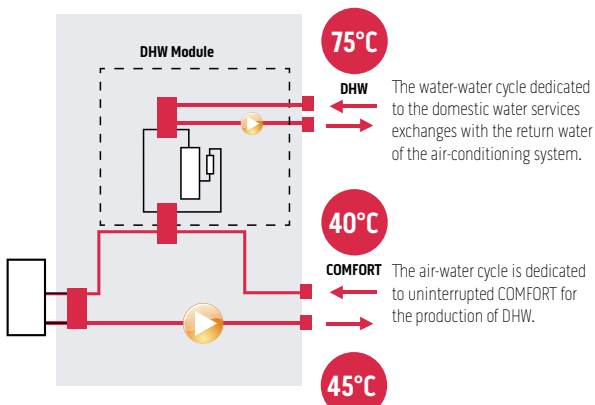 75°C
DHW Module
DHW
The water-water cycle dedicated
to the domestic water services
exchanges with the return water
of the air-conditioning system.
40°C
COMFORT
The air-water cycle is dedicated
to uninterrupted COMFORT for
the production of DHW.
45°C